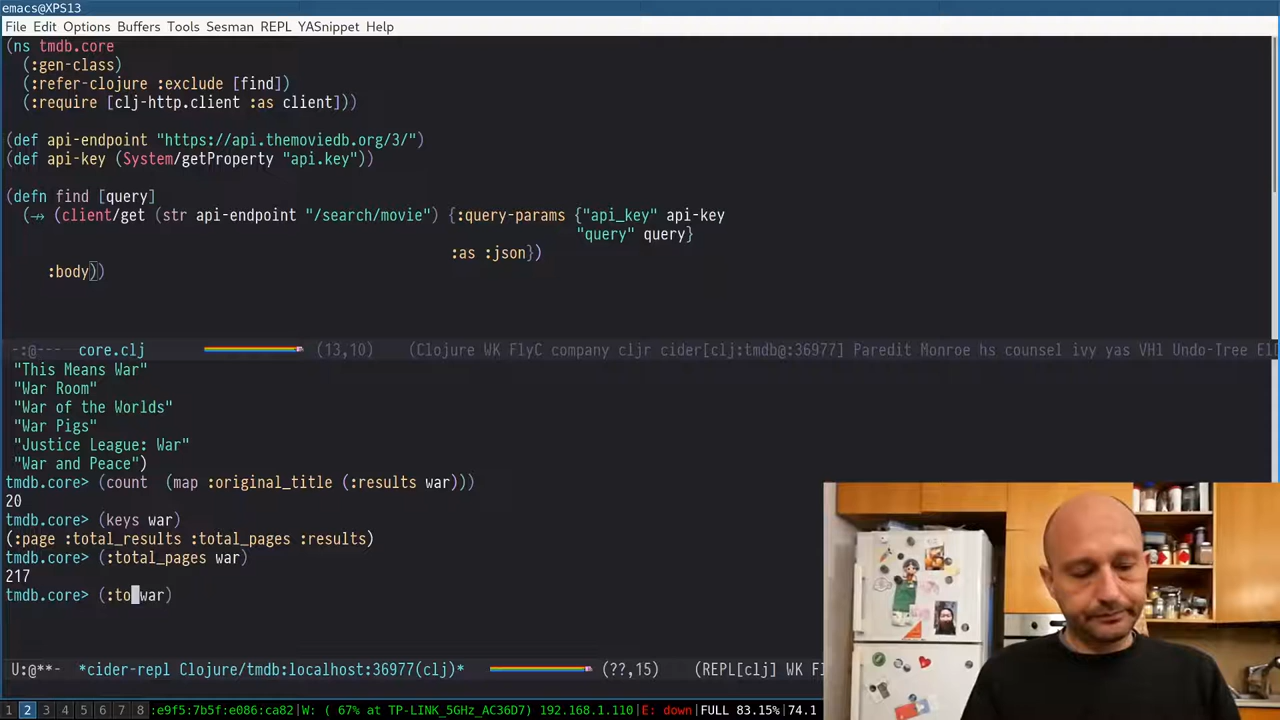 emacs@XPS13
File Edit Options Buffers Tools Sesman REPL YASnippet Help
(ns tmdb.core
(:gen-class)
(:refer-clojure :exclude [find])
(:require [clj-http.client :as client]))
(def api-endpoint "https://api.themoviedb.org/3/")
(def api-key (System/getProperty "api.key"))
(defn find [query]
(→> (client/get (str api-endpoint "/search/movie") {:query-params {"api_key" api-key
"query" query}
:as :json})
:body))
-:@--- core.clj (13,10) (Clojure WK FlyC company cljr cider[clj:tmdb@:36977] Paredit Monroe hs counsel ivy yas VHl Undo-Tree El
"This Means War"
"War Room"
"War of the Worlds"
"War Pigs"
"Justice League: War"
"War and Peace")
tmdb.core> (count (map :original_title (:results war)))
20
tmdb.core> (keys war)
(:page :total_results :total_pages :results)
tmdb.core> (:total_pages war)
217
tmdb.core> (:to war)
U:@**- *cider-repl Clojure/tmdb:localhost:36977(clj)* (??,15) (REPL[clj] WK F
1 2 3 4 5 6 7 8 :e9f5:7b5f:e086:ca82|W: ( 67% at TP-LINK_5GHz_AC36D7) 192.168.1.110|E: down|FULL 83.15%|74.1